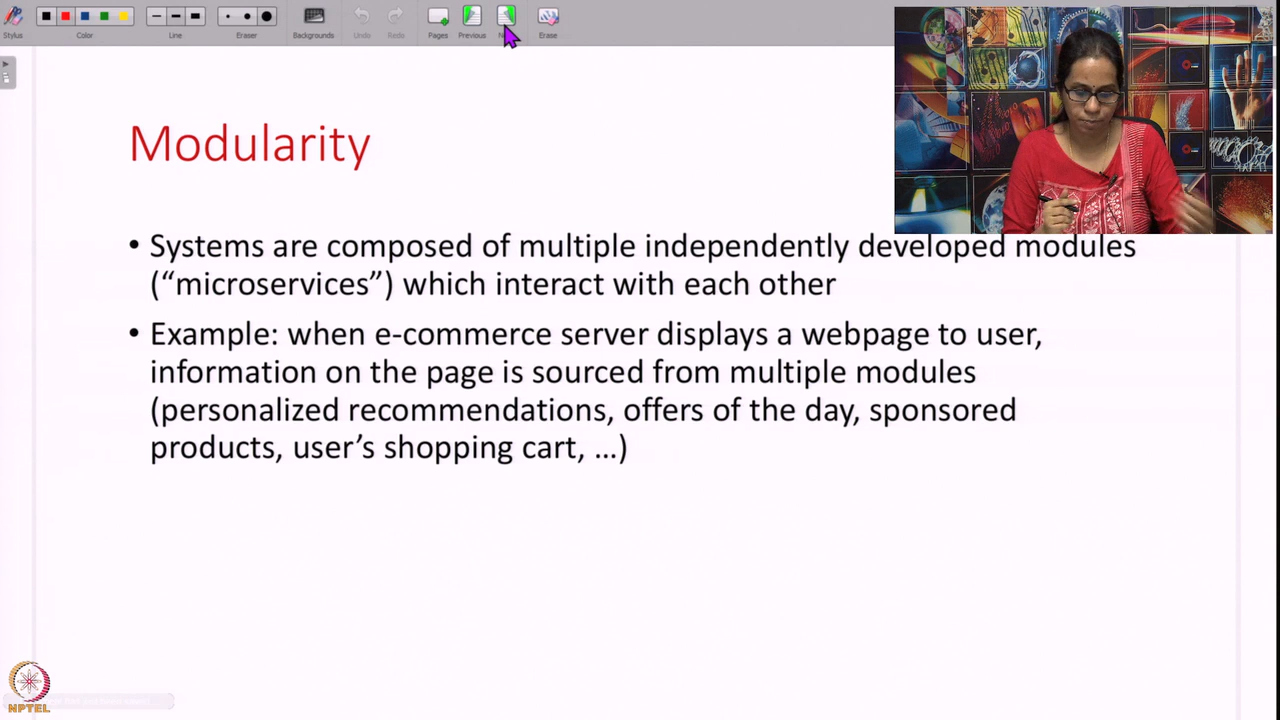 Stylus
Color
Line
Eraser
Backgrounds
Undo
Redo
Pages
Previous
Erase
Modularity
• Systems are composed of multiple independently developed modules
(“microservices”) which interact with each other
• Example: when e-commerce server displays a webpage to user,
information on the page is sourced from multiple modules
(personalized recommendations, offers of the day, sponsored
products, user’s shopping cart, …)
NPTEL